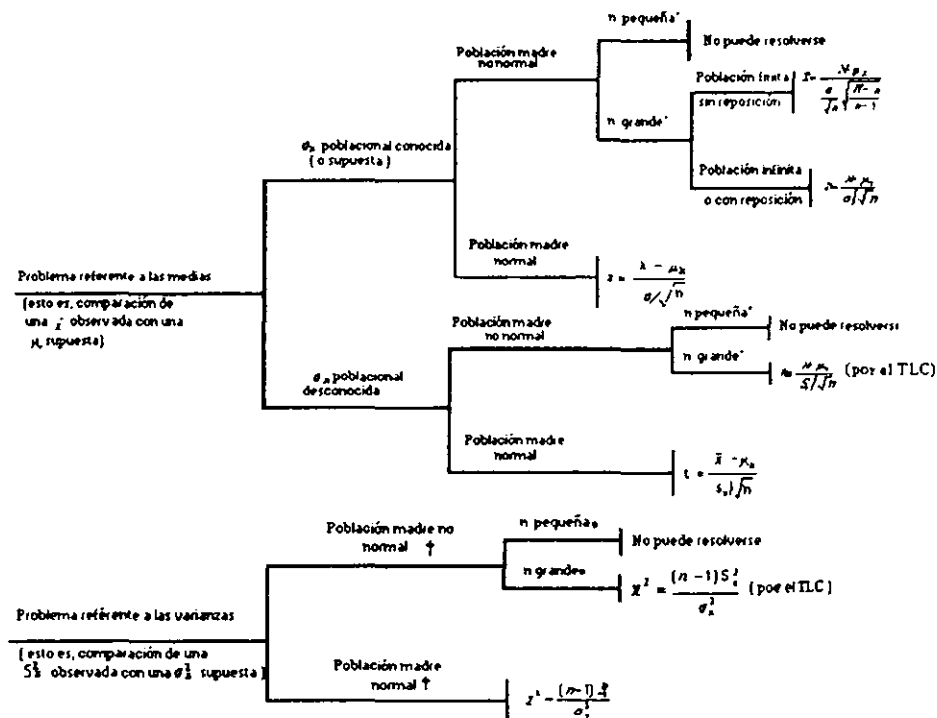 n pequeña*
No puede resolverse
Población madre
no normal
Población finita
sin reposición
n grande*
σx poblacional conocida
(o supuesta)
Población infinita
o con reposición
Población madre
normal
z = x̄ - μx / σ/√n
Problema referente a las medias
(esto es, comparación de
una x̄ observada con una
μx supuesta)
n pequeña*
Población madre
no normal
No puede resolversi
n grande*
(por el TLC)
σx poblacional
desconocida
Población madre
normal
t = x̄ - μx / sx/√n
Población madre no
normal †
n pequeña*
No puede resolverse
n grande*
χ² = (n - 1) S²x / σ²x (por el TLC)
Problema referente a las varianzas
(esto es, comparación de una
S²x observada con una σ²x supuesta)
Población madre
normal †